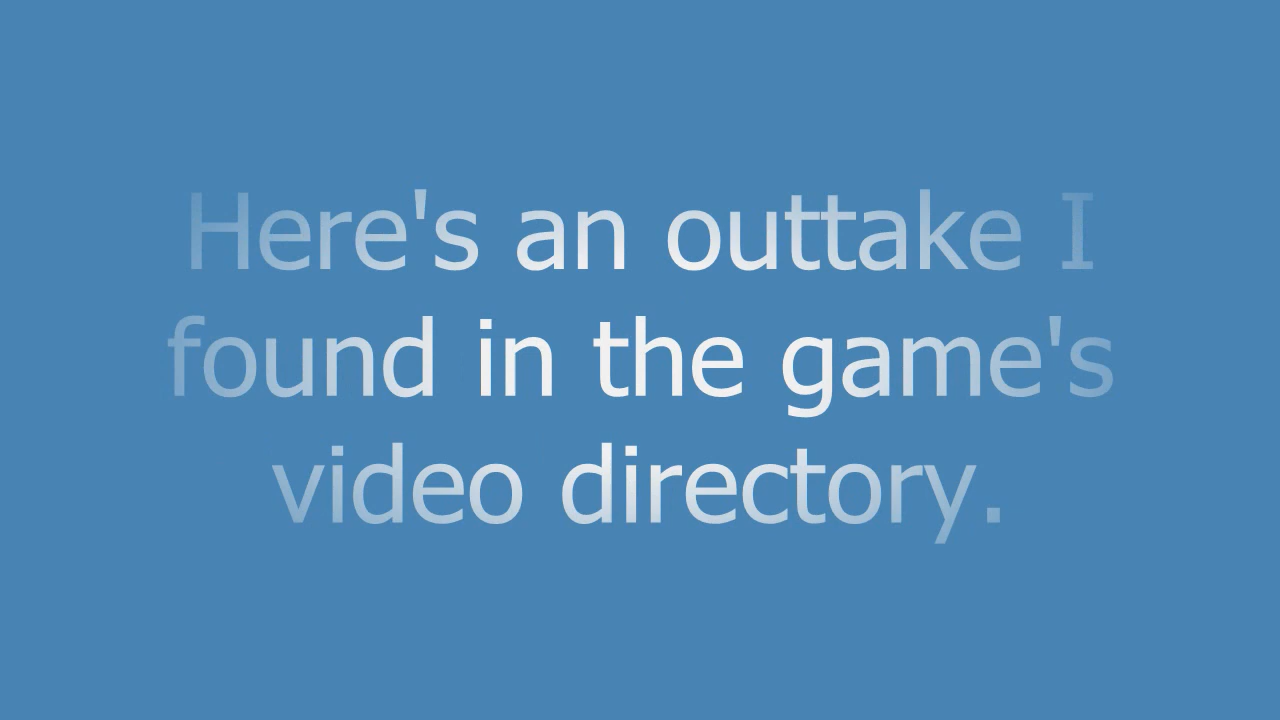 Here's an outtake I
found in the game's
video directory.